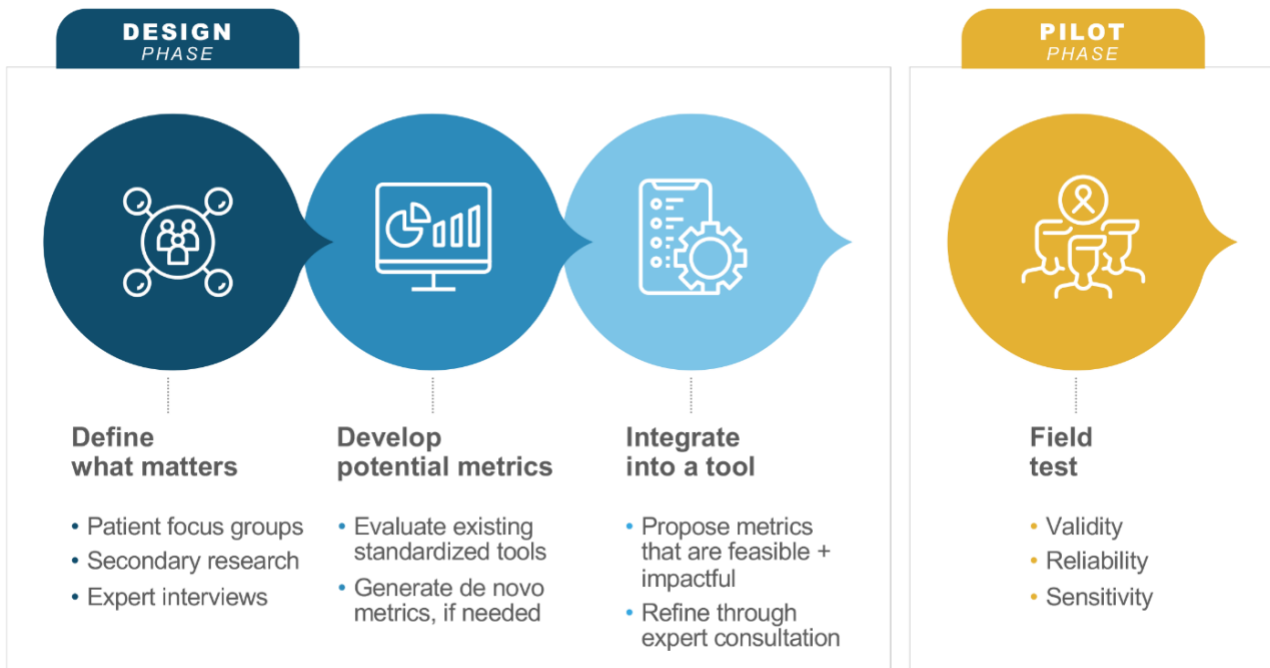 DESIGN
PHASE
PILOT
PHASE
Define
what matters
• Patient focus groups
• Secondary research
• Expert interviews
Develop
potential metrics
• Evaluate existing
standardized tools
• Generate de novo
metrics, if needed
Integrate
into a tool
• Propose metrics
that are feasible +
impactful
• Refine through
expert consultation
Field
test
• Validity
• Reliability
• Sensitivity